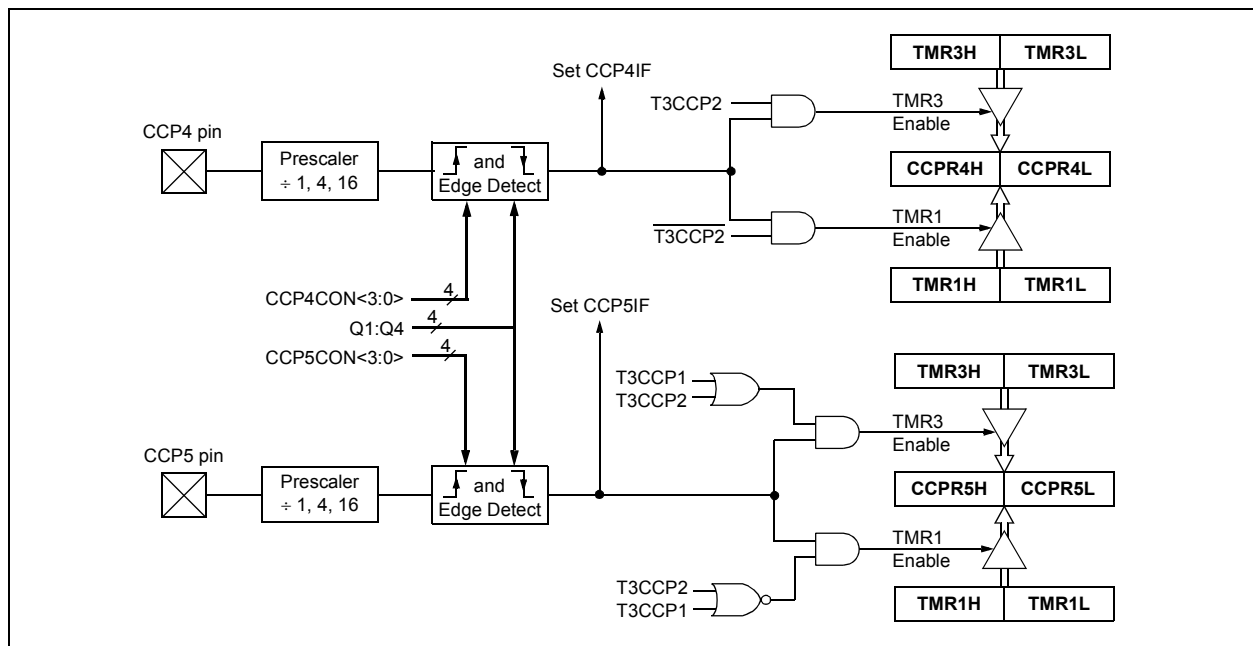 TMR3H TMR3L
Set CCP4IF
T3CCP2
TMR3
Enable
CCP4 pin
Prescaler
÷ 1, 4, 16
and
Edge Detect
CCPR4H CCPR4L
T3CCP2
TMR1
Enable
TMR1H TMR1L
CCP4CON<3:0> 4
Q1:Q4 4
CCP5CON<3:0> 4
Set CCP5IF
TMR3H TMR3L
T3CCP1
T3CCP2
TMR3
Enable
CCP5 pin
Prescaler
÷ 1, 4, 16
and
Edge Detect
CCPR5H CCPR5L
TMR1
Enable
T3CCP2
T3CCP1
TMR1H TMR1L